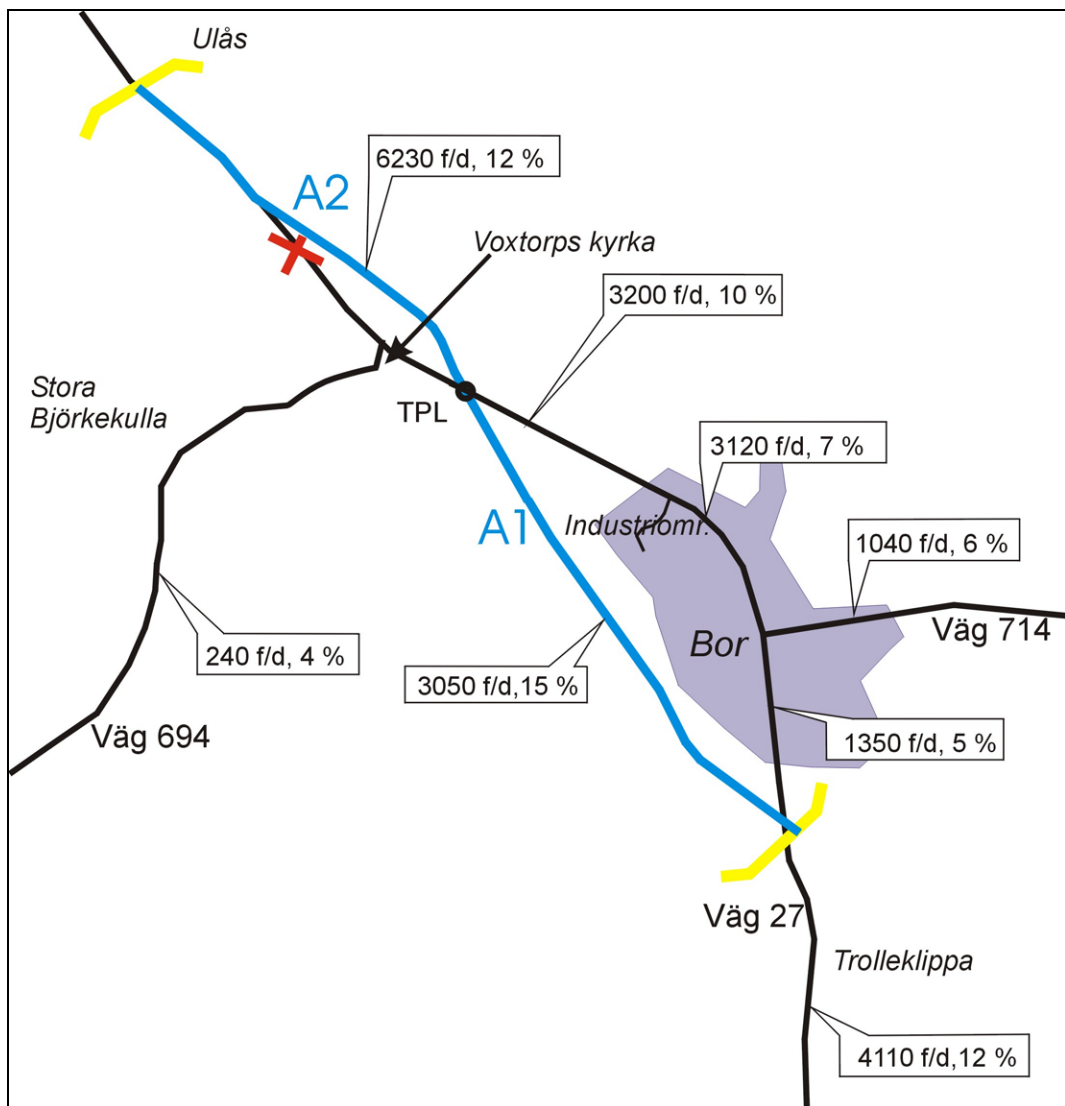 Ulås
6230 f/d, 12 %
A2
Voxtorps kyrka
3200 f/d, 10 %
Stora
Björkekulla
TPL
3120 f/d, 7 %
A1
Industriomr.
1040 f/d, 6 %
Väg 714
Bor
240 f/d, 4 %
3050 f/d,15 %
Väg 694
1350 f/d, 5 %
Väg 27
Trolleklippa
4110 f/d,12 %